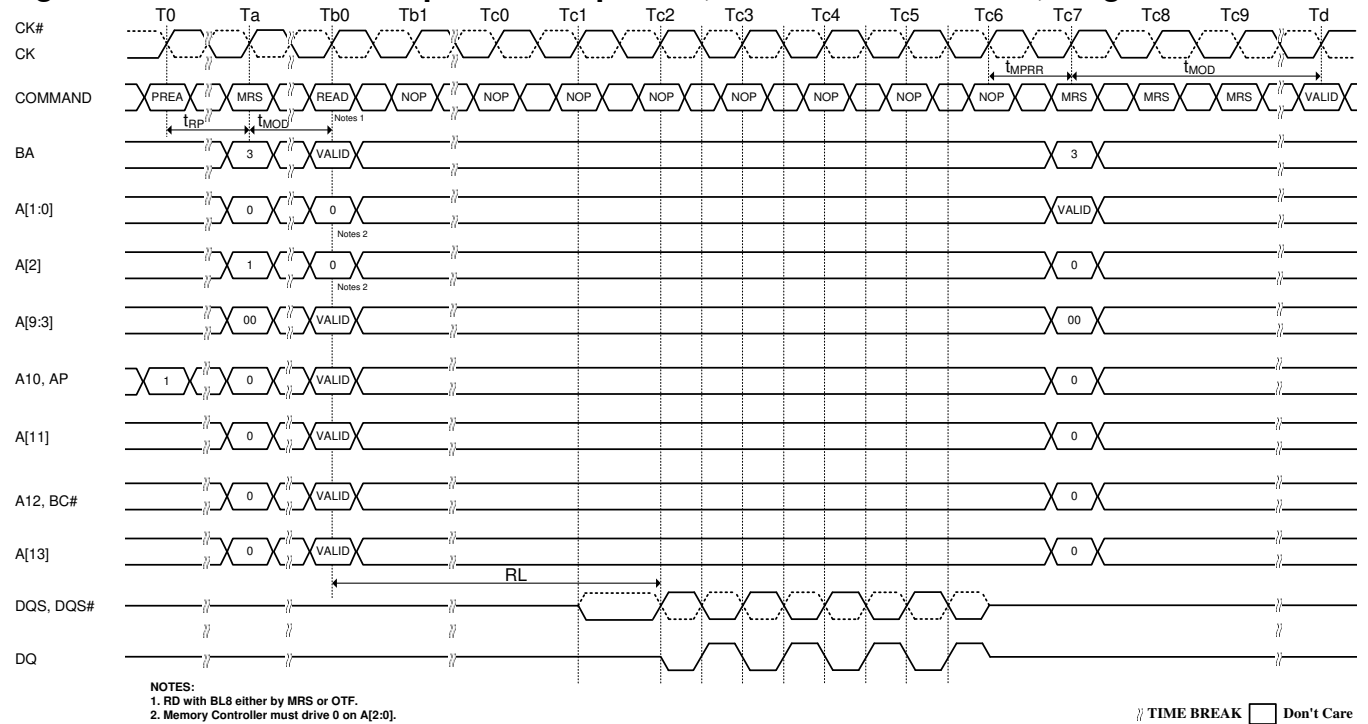 T0 Ta Tb0 Tb1 Tc0 Tc1 Tc2 Tc3 Tc4 Tc5 Tc6 Tc7 Tc8 Tc9 Td
CK#
CK
tMPRR tMOD
COMMAND PREA MRS READ NOP NOP NOP NOP NOP NOP NOP NOP MRS MRS MRS VALID
Notes 1
tRP tMOD
BA 3 VALID 3
A[1:0] 0 0 VALID
Notes 2
A[2] 1 0 0
Notes 2
A[9:3] 00 VALID 00
A10, AP 1 0 VALID 0
A[11] 0 VALID 0
A12, BC# 0 VALID 0
A[13] 0 VALID 0
RL
DQS, DQS#
DQ
NOTES:
1. RD with BL8 either by MRS or OTF.
2. Memory Controller must drive 0 on A[2:0].
TIME BREAK Don't Care